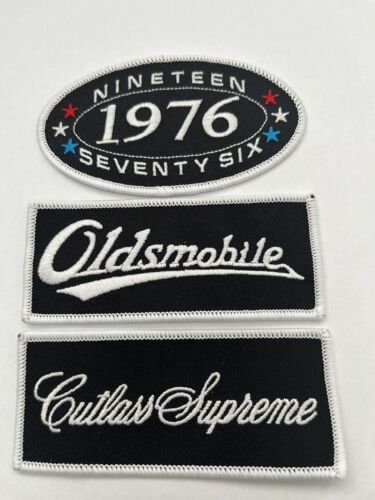 NINETEEN
1976
SEVENTY SIX
Oldsmobile
Cutlass Supreme